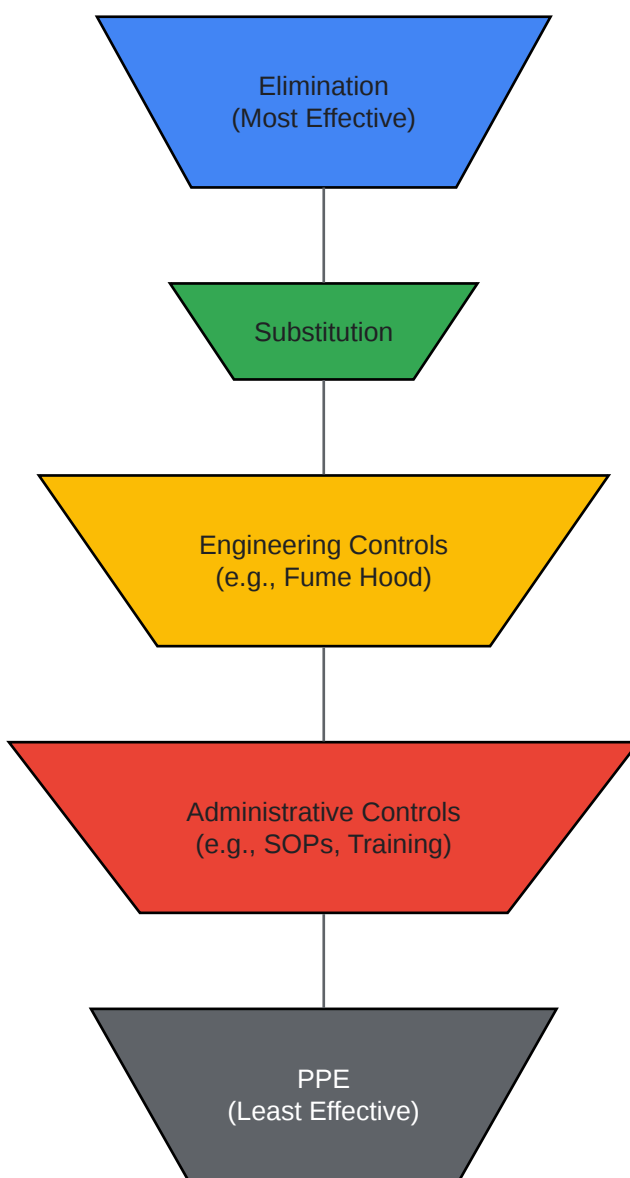 Elimination
(Most Effective)
Substitution
Engineering Controls
(e.g., Fume Hood)
Administrative Controls
(e.g., SOPs, Training)
PPE
(Least Effective)